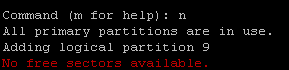 Command (m for help): n
All primary partitions are in use.
Adding logical partition 9
No free sectors available.